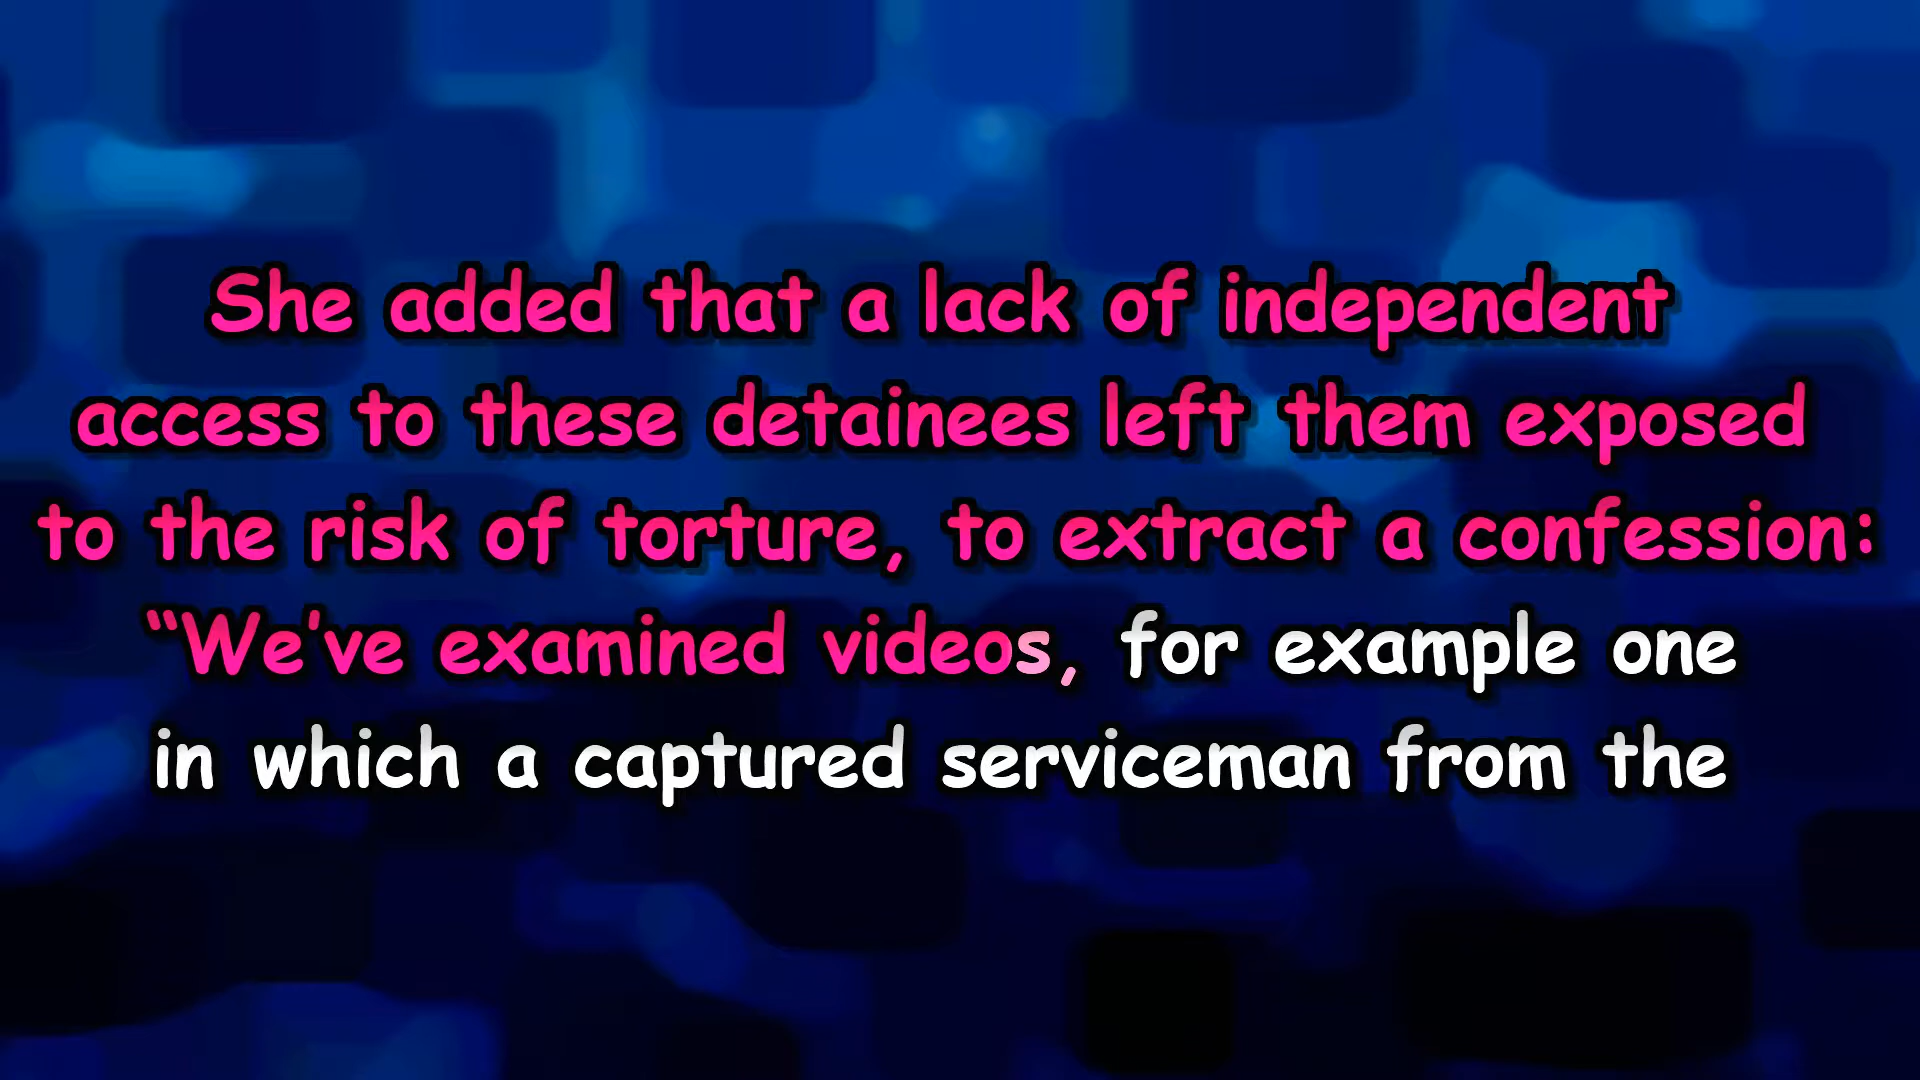 She added that a lack of independent
access to these detainees left them exposed
to the risk of torture, to extract a confession:
“We've examined videos, for example one
in which a captured serviceman from the